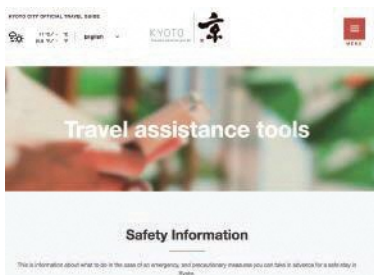 KYOTO CITY OFFICIAL TRAVEL GUIDE
English
KYOTO
京
MENU
Travel assistance tools
Safety Information
This is information about what to do in the case of an emergency, and precautionary measures you can take in advance for a safe stay in
Kyoto.